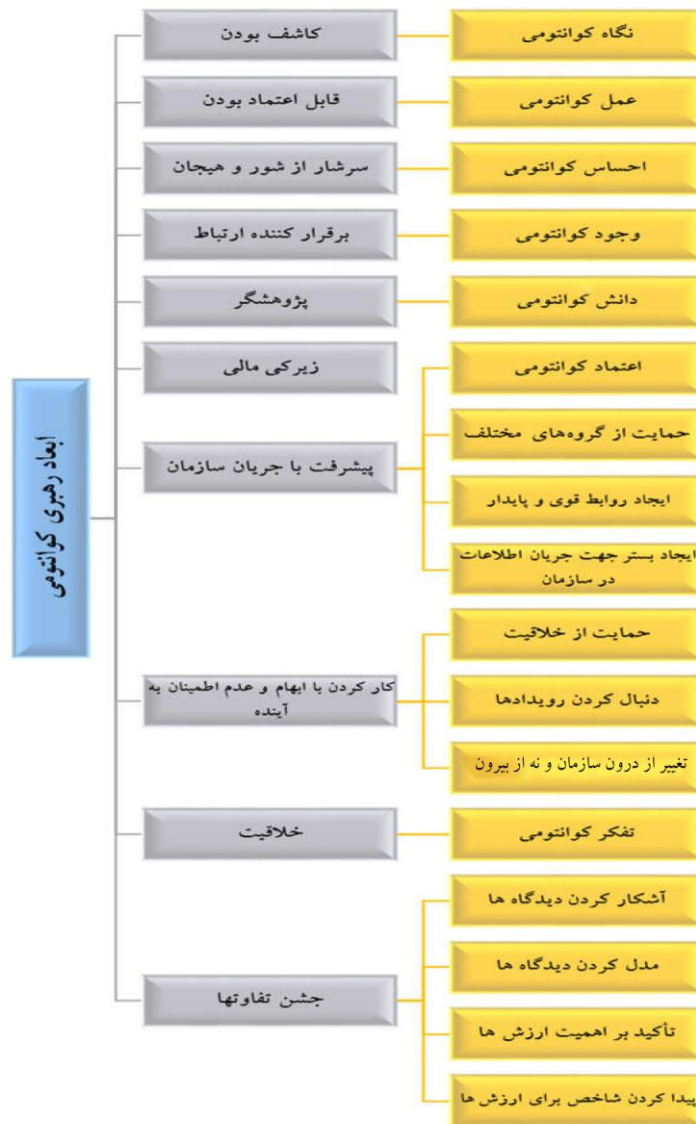 ابعاد رهبری کوانتومی
نگاه کوانتومی
کاشف بودن
عمل کوانتومی
قابل اعتماد بودن
احساس کوانتومی
سرشار از شور و هیجان
وجود کوانتومی
برقرار کننده ارتباط
دانش کوانتومی
پژوهشگر
زیرکی مالی
اعتماد کوانتومی
حمایت از گروه‌های مختلف
پیشرفت با جریان سازمان
ایجاد روابط قوی و پایدار
ایجاد بستر جهت جریان اطلاعات
در سازمان
حمایت از خلاقیت
کار کردن با ابهام و عدم اطمینان به
آینده
دنبال کردن رویدادها
تغییر از درون سازمان و نه از بیرون
تفکر کوانتومی
خلاقیت
آشکار کردن دیدگاه ها
مدل کردن دیدگاه ها
جشن تفاوتها
تأکید بر اهمیت ارزش ها
پیدا کردن شاخص برای ارزش ها